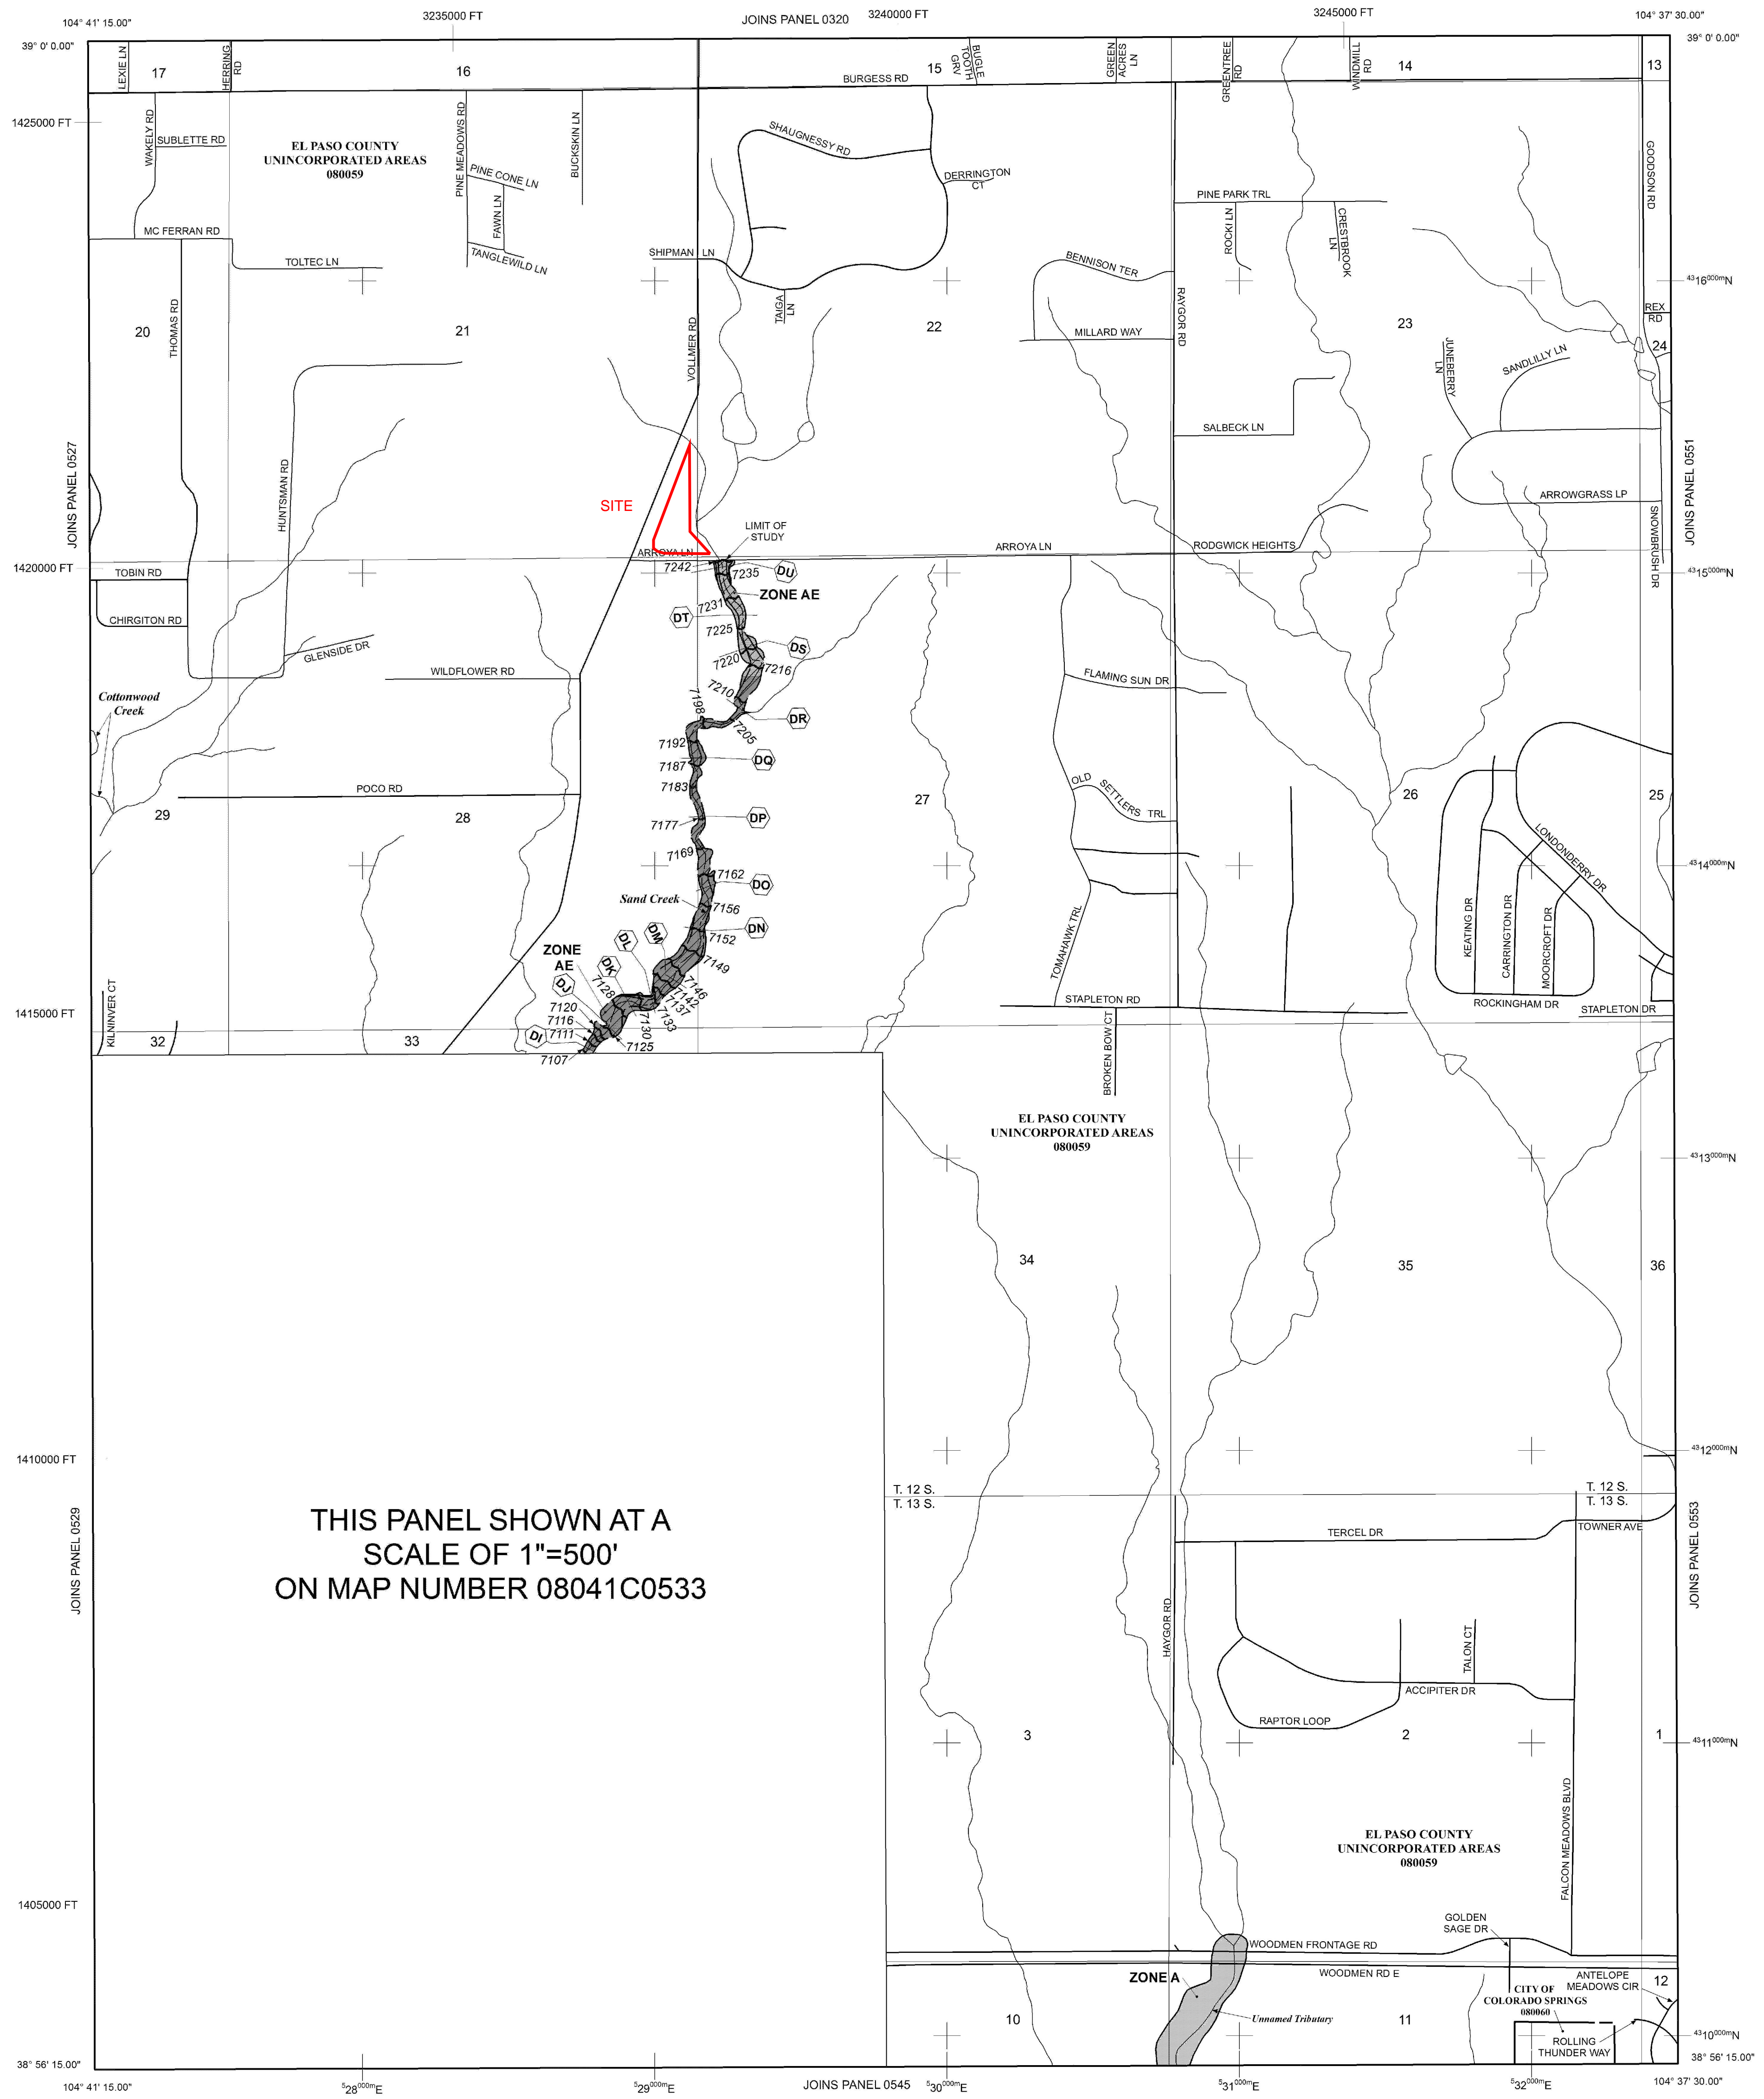 104° 41' 15.00"
3235000 FT
JOINS PANEL 0320
3240000 FT
3245000 FT
104° 37' 30.00"
39° 0' 0.00"
39° 0' 0.00"
LEXIE LN
17
HERRING
RD
16
15
BUGLE
TOOTH
GRV
GREEN
ACRES
LN
GREENTREE
RD
WINDMILL
RD
14
13
BURGESS RD
1425000 FT
WAKELY RD
SUBLETTE RD
EL PASO COUNTY
UNINCORPORATED AREAS
080059
PINE MEADOWS RD
PINE CONE LN
FAWN LN
TANGLEWILD LN
BUCKSKIN LN
SHAUGNESSY RD
DERRINGTON
CT
PINE PARK TRL
ROCKI LN
CRESTBROOK
LN
GOODSON RD
MC FERRAN RD
TOLTEC LN
SHIPMAN LN
TAIGA
LN
BENNISON TER
RAYGOR RD
4316000mN
REX
RD
20
THOMAS RD
21
VOLLMER RD
22
MILLARD WAY
23
24
JUNEBERRY
LN
SANDLILLY LN
SALBECK LN
JOINS PANEL 0527
HUNTSMAN RD
SITE
ARROWGRASS LP
JOINS PANEL 0551
SNOWBRUSH DR
LIMIT OF
STUDY
ARROYA LN
ARROYA LN
RODGWICK HEIGHTS
1420000 FT
TOBIN RD
7242
7235
DU
4315000mN
ZONE AE
CHIRGITON RD
7231
DT
7225
DS
7220
7216
GLENSIDE DR
WILDFLOWER RD
FLAMING SUN DR
Cottonwood
Creek
7210
7198
DR
7205
7192
7187
DQ
7183
POCO RD
OLD SETTLERS TRL
29
28
27
26
25
7177
DP
LONDONDERRY DR
7169
4314000mN
7162
DO
Sand Creek
7156
7152
DN
DM
DL
ZONE
AE
DK
DJ
7149
7146
7142
7137
7133
7130
7128
7120
7116
7111
DI
7125
7107
TOMAHAWK TRL
KEATING DR
CARRINGTON DR
MOORCROFT DR
ROCKINGHAM DR
STAPLETON RD
STAPLETON DR
1415000 FT
KILNINVER CT
32
33
BROKEN BOW CT
EL PASO COUNTY
UNINCORPORATED AREAS
080059
4313000mN
34
35
36
1410000 FT
4312000mN
T. 12 S.
T. 13 S.
T. 12 S.
T. 13 S.
THIS PANEL SHOWN AT A
SCALE OF 1"=500'
ON MAP NUMBER 08041C0533
JOINS PANEL 0529
JOINS PANEL 0553
TERCEL DR
TOWNER AVE
HAYGOR RD
TALON CT
ACCIPITER DR
RAPTOR LOOP
3
2
1
4311000mN
FALCON MEADOWS BLVD
EL PASO COUNTY
UNINCORPORATED AREAS
080059
1405000 FT
GOLDEN
SAGE DR
WOODMEN FRONTAGE RD
WOODMEN RD E
ZONE A
ANTELOPE
MEADOWS CIR
12
CITY OF
COLORADO SPRINGS
080060
10
Unnamed Tributary
11
ROLLING
THUNDER WAY
4310000mN
38° 56' 15.00"
38° 56' 15.00"
104° 41' 15.00"
528000mE
529000mE
JOINS PANEL 0545
530000mE
531000mE
532000mE
104° 37' 30.00"